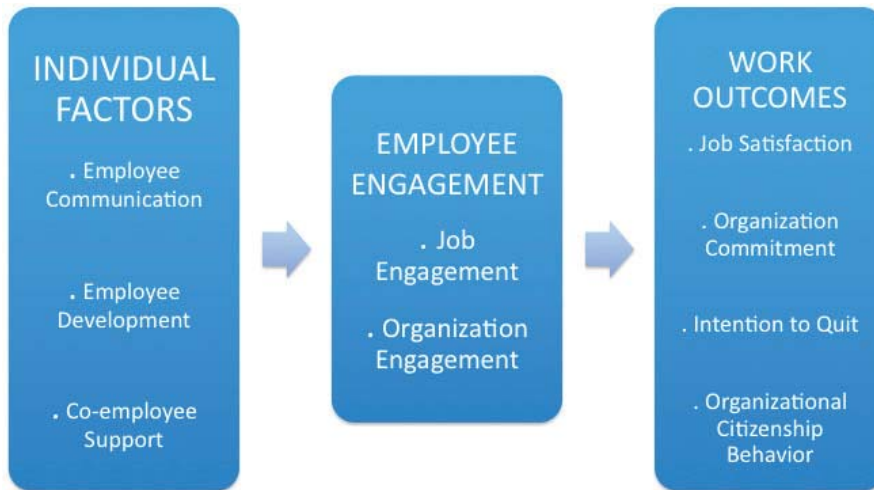 INDIVIDUAL
FACTORS
. Employee
Communication
. Employee
Development
. Co-employee
Support
EMPLOYEE
ENGAGEMENT
. Job
Engagement
. Organization
Engagement
WORK
OUTCOMES
. Job Satisfaction
. Organization
Commitment
. Intention to Quit
. Organizational
Citizenship
Behavior